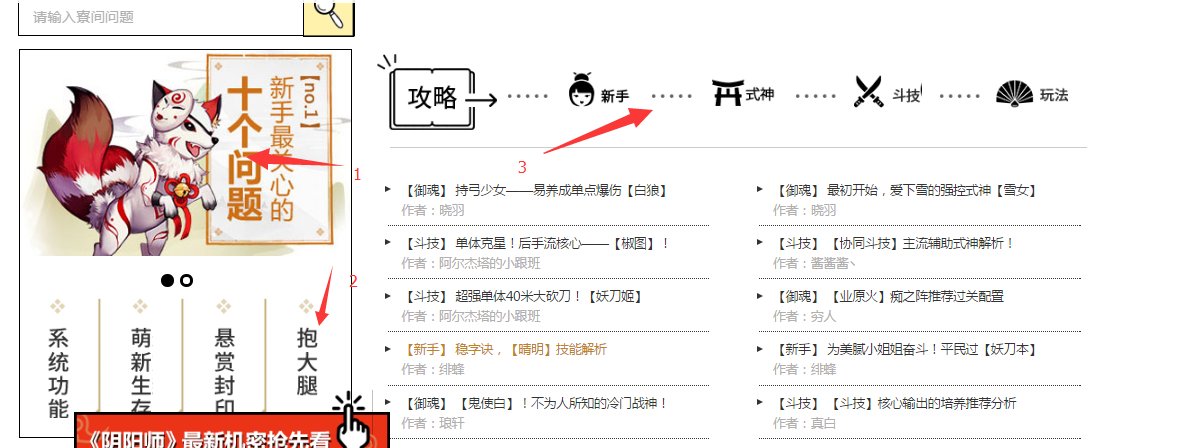 请输入寮间问题
【no.1】
新手最关心的
十个问题
1
2
系统功能
萌新生存
悬赏封印
抱大腿
《阴阳师》最新机密抢先看
攻略
新手
式神
斗技
玩法
3
【御魂】 持弓少女——易养成单点爆伤【白狼】
作者：晓羽
【御魂】 最初开始，爱下雪的强控式神【雪女】
作者：晓羽
【斗技】 单体克星！后手流核心——【椒图】！
作者：阿尔杰塔的小跟班
【斗技】 【协同斗技】主流辅助式神解析！
作者：酱酱酱丶
【斗技】 超强单体40米大砍刀！【妖刀姬】
作者：阿尔杰塔的小跟班
【御魂】 【业原火】痴之阵推荐过关配置
作者：穷人
【新手】 稳字诀，【晴明】技能解析
作者：绯蜂
【新手】 为美腻小姐姐奋斗！平民过【妖刀本】
作者：绯蜂
【御魂】 【鬼使白】！不为人所知的冷门战神！
作者：琅轩
【斗技】 【斗技】核心输出的培养推荐分析
作者：真白